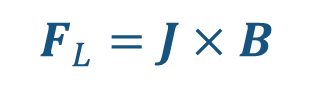 F_L = J × B